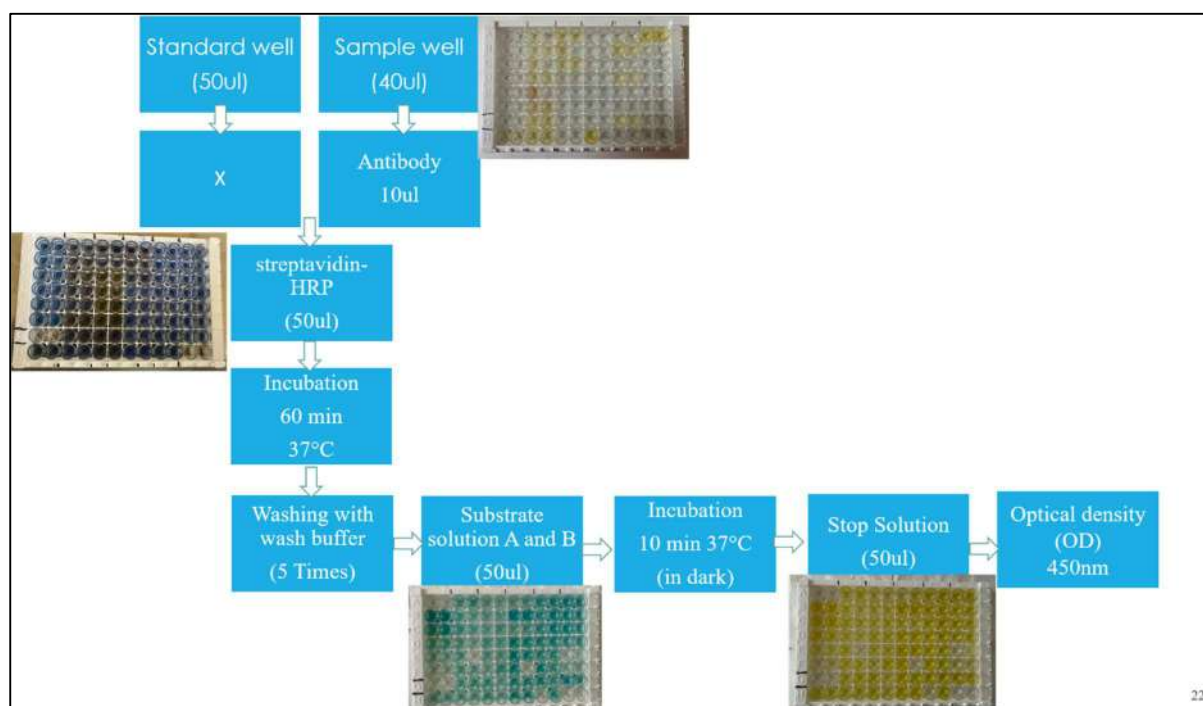 Standard well
(50ul)
Sample well
(40ul)
X
Antibody
10ul
streptavidin-
HRP
(50ul)
Incubation
60 min
37°C
Washing with
wash buffer
(5 Times)
Substrate
solution A and B
(50ul)
Incubation
10 min 37°C
(in dark)
Stop Solution
(50ul)
Optical density
(OD)
450nm
22